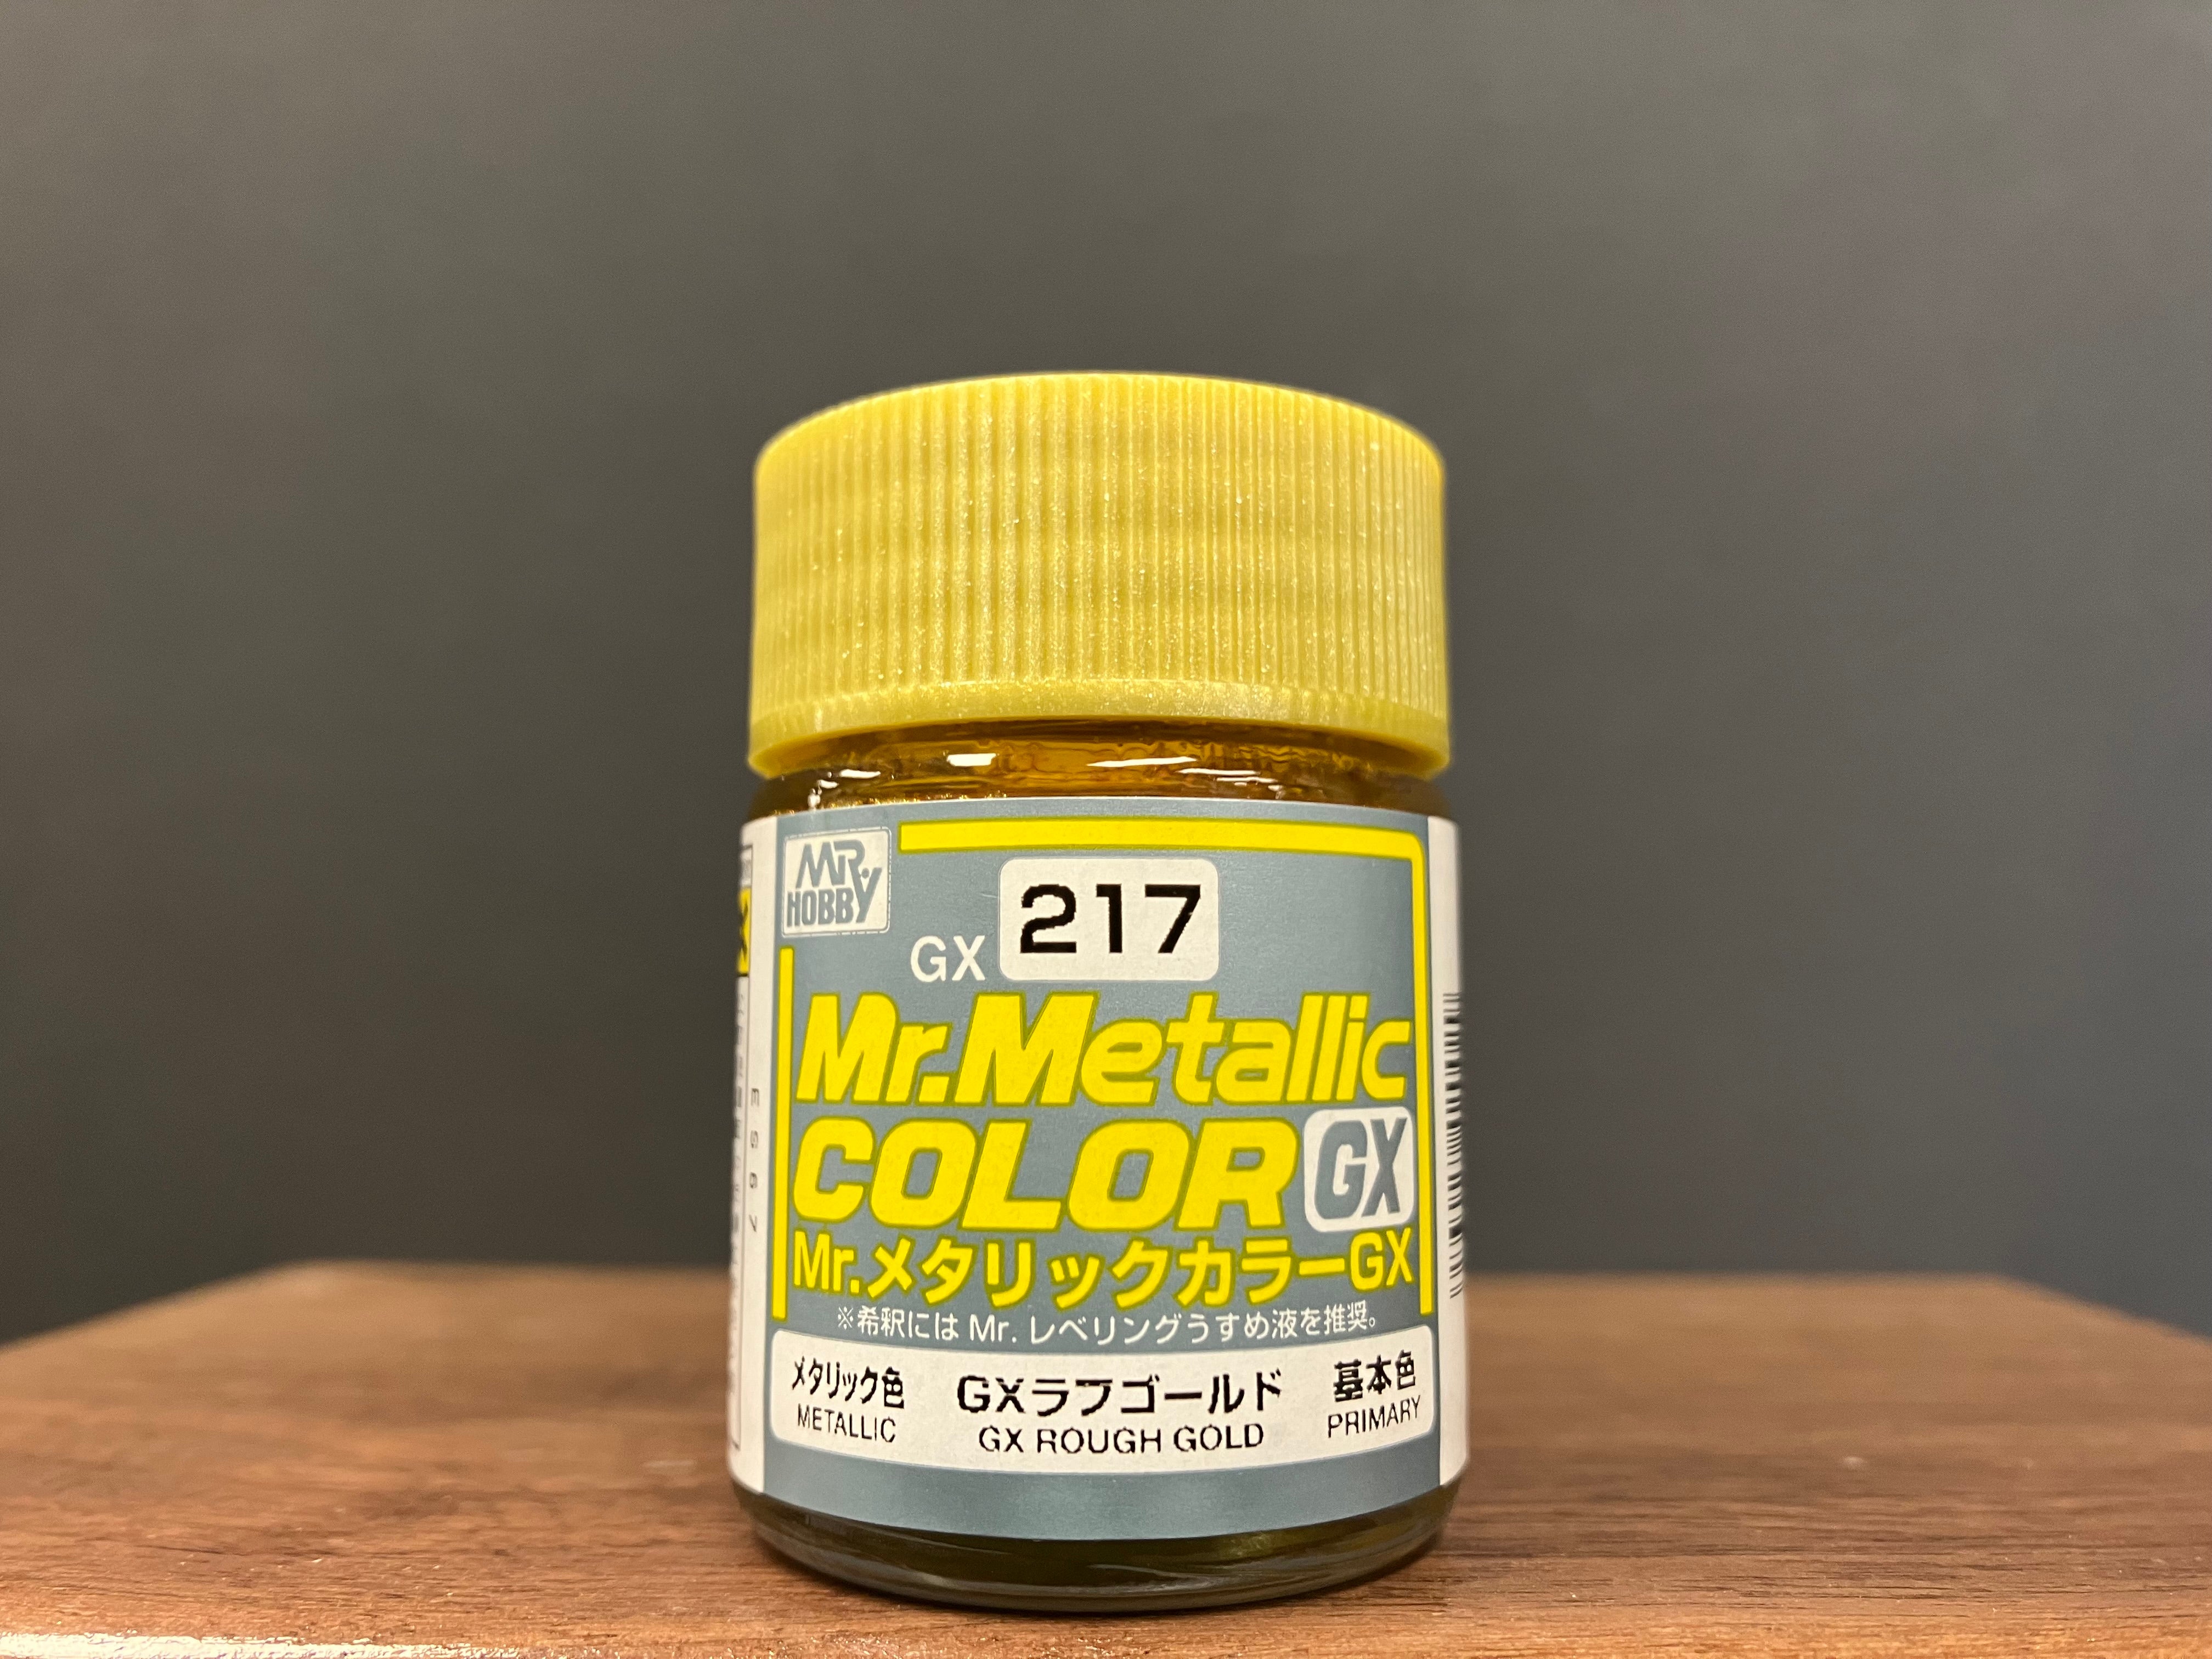 MR. HOBBY
GX 217
Mr.Metallic
COLOR GX
Mr.メタリックカラーGX
※希釈には Mr. レベリングうすめ液を推奨。
メタリック色 GXラフゴールド 基本色
METALLIC GX ROUGH GOLD PRIMARY